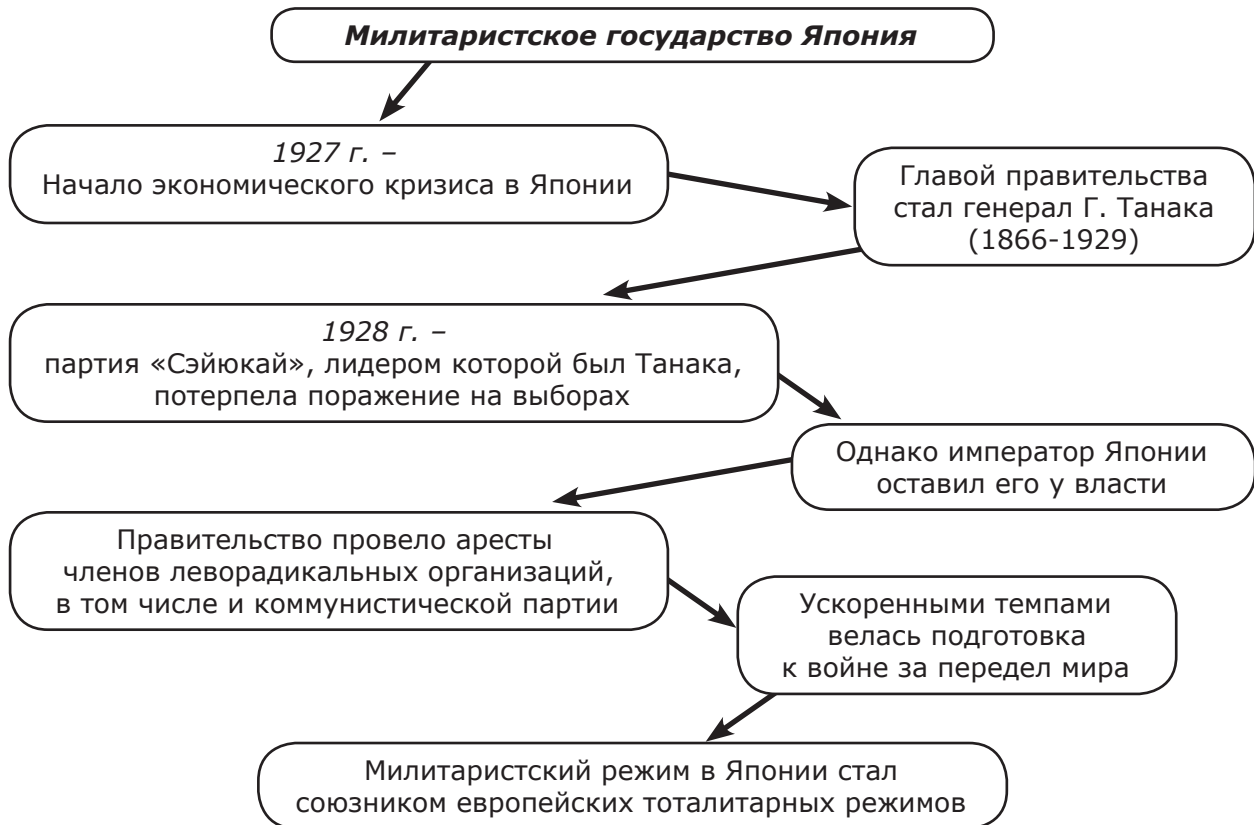 Милитаристское государство Япония
1927 г. –
Начало экономического кризиса в Японии
Главой правительства
стал генерал Г. Танака
(1866-1929)
1928 г. –
партия «Сэйюкай», лидером которой был Танака,
потерпела поражение на выборах
Однако император Японии
оставил его у власти
Правительство провело аресты
членов леворадикальных организаций,
в том числе и коммунистической партии
Ускоренными темпами
велась подготовка
к войне за передел мира
Милитаристский режим в Японии стал
союзником европейских тоталитарных режимов